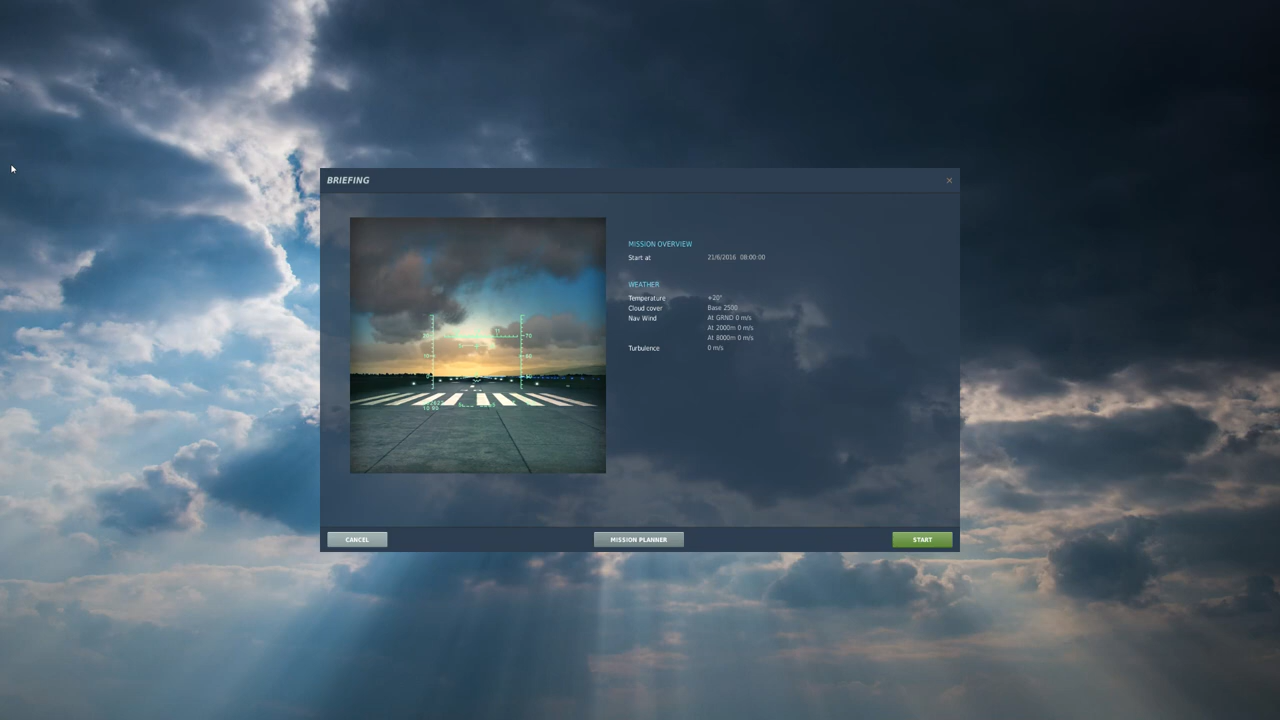 BRIEFING
MISSION OVERVIEW
Start at 21/6/2016 08:00:00
WEATHER
Temperature +20°
Cloud cover Base 2500
Nav Wind At GRND 0 m/s
At 2000m 0 m/s
At 8000m 0 m/s
Turbulence 0 m/s
CANCEL MISSION PLANNER START